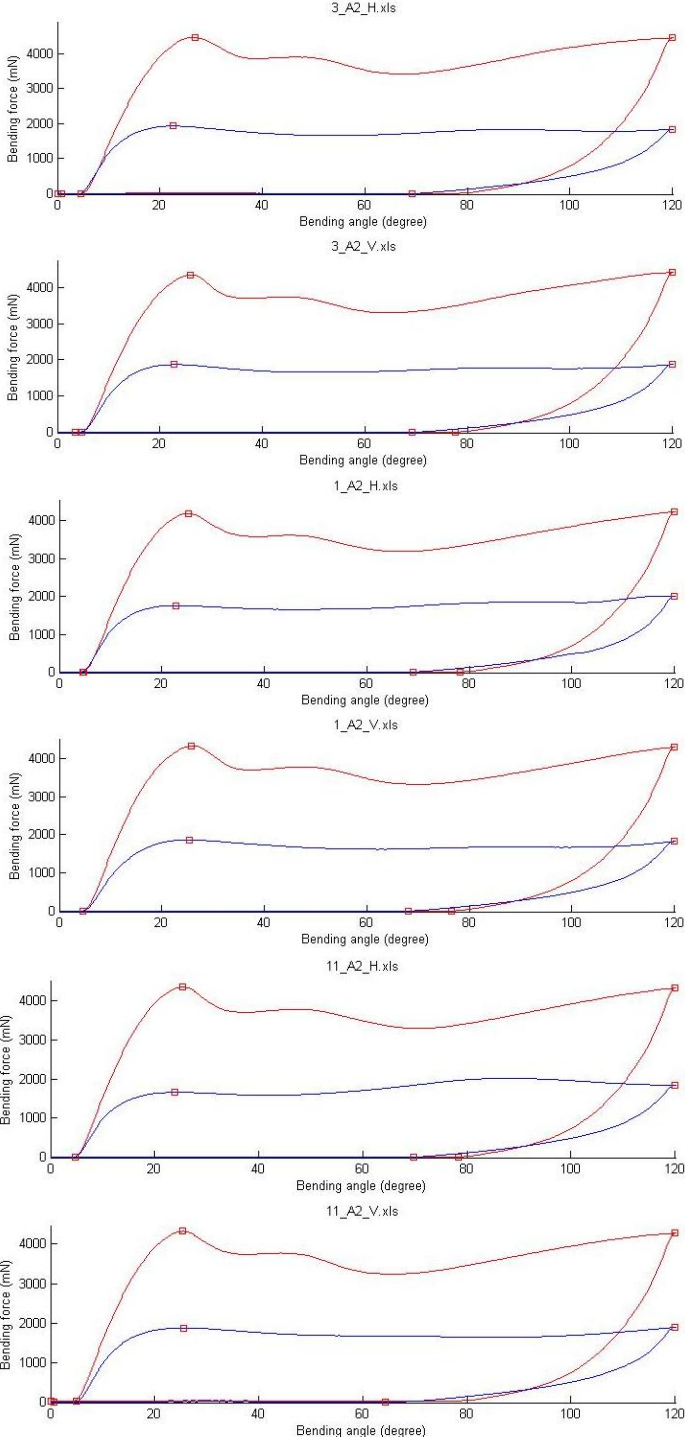 3_A2_H.xls
4000
3000
2000
1000
0
Bending force (mN)
0 20 40 60 80 100 120
Bending angle (degree)
3_A2_V.xls
4000
3000
2000
1000
0
Bending force (mN)
0 20 40 60 80 100 120
Bending angle (degree)
1_A2_H.xls
4000
3000
2000
1000
0
Bending force (mN)
0 20 40 60 80 100 120
Bending angle (degree)
1_A2_V.xls
4000
3000
2000
1000
0
Bending force (mN)
0 20 40 60 80 100 120
Bending angle (degree)
11_A2_H.xls
4000
3000
2000
1000
0
Bending force (mN)
0 20 40 60 80 100 120
Bending angle (degree)
11_A2_V.xls
4000
3000
2000
1000
0
Bending force (mN)
0 20 40 60 80 100 120
Bending angle (degree)